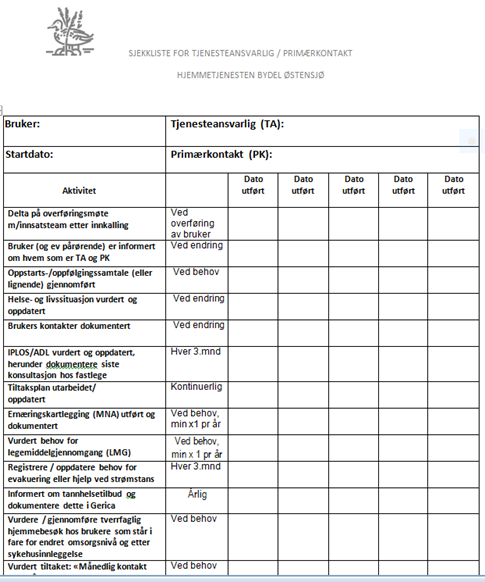 SJEKKLISTE FOR TJENESTEANSVARLIG / PRIMÆRKONTAKT
HJEMMETJENESTEN BYDEL ØSTENSJØ
Bruker:
Tjenesteansvarlig (TA):
Startdato:
Primærkontakt (PK):
Aktivitet
Dato utført
Dato utført
Dato utført
Dato utført
Dato utført
Delta på overføringsmøte
m/innsatsteam etter innkalling
Ved
overføring
av bruker
Bruker (og ev pårørende) er informert
om hvem som er TA og PK
Ved endring
Oppstarts-/oppfølgingssamtale (eller
lignende) gjennomført
Ved behov
Helse- og livssituasjon vurdert og
oppdatert
Ved endring
Brukers kontakter dokumentert
Ved endring
IPLOS/ADL vurdert og oppdatert,
herunder dokumentere siste
konsultasjon hos fastlege
Hver 3.mnd
Tiltaksplan utarbeidet/
oppdatert
Kontinuerlig
Ernæringskartlegging (MNA) utført og
dokumentert
Ved behov,
min x1 pr år
Vurdert behov for
legemiddelgjennomgang (LMG)
Ved behov,
min x 1 pr år
Registrere / oppdatere behov for
evakuering eller hjelp ved strømstans
Hver 3.mnd
Informert om tannhelsetilbud og
dokumentere dette i Gerica
Årlig
Vurdere / gjennomføre tverrfaglig
hjemmebesøk hos brukere som står i
fare for endret omsorgsnivå og etter
sykehusinnleggelse
Ved behov
Vurdert tiltaket: «Månedlig kontakt
Ved behov